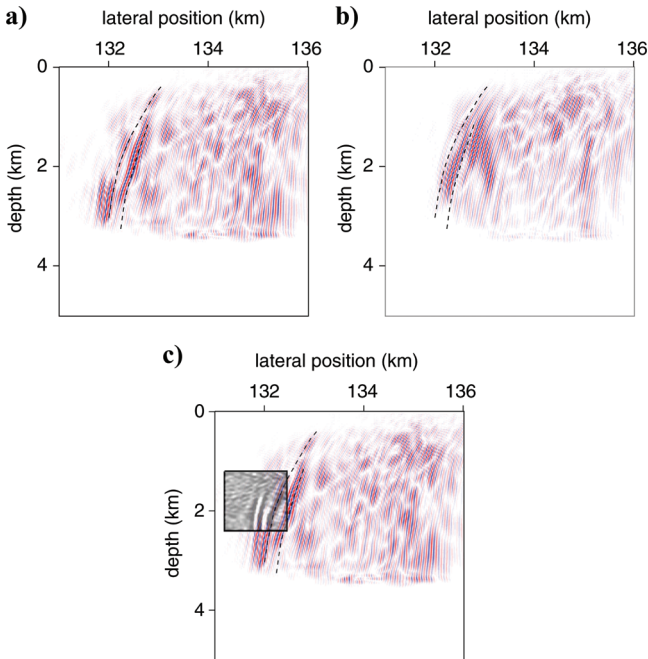 a)
lateral position (km)
132 134 136
0
2
4
depth (km)
b)
lateral position (km)
132 134 136
0
2
4
depth (km)
c)
lateral position (km)
132 134 136
0
2
4
depth (km)